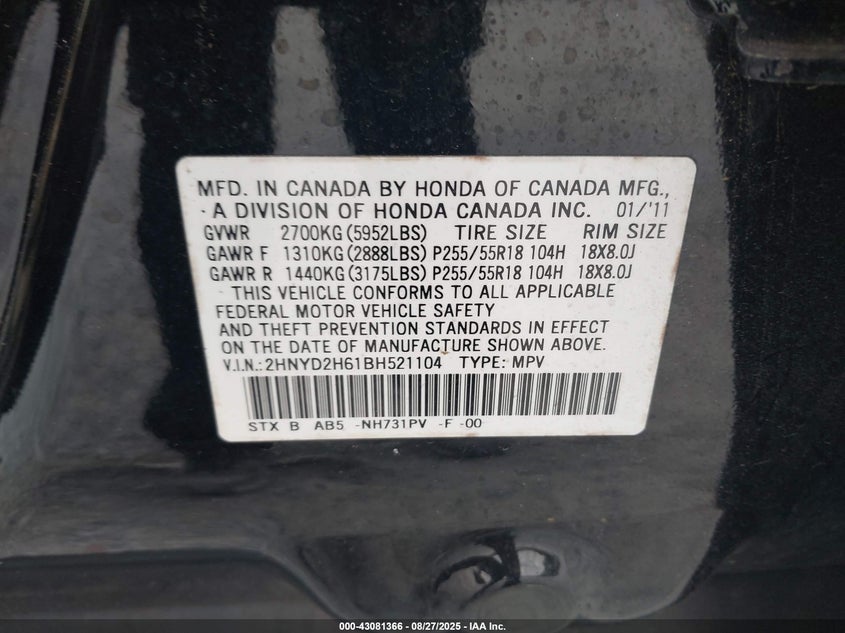 MFD. IN CANADA BY HONDA OF CANADA MFG.,
A DIVISION OF HONDA CANADA INC. 01/'11
GVWR 2700KG(5952LBS) TIRE SIZE RIM SIZE
GAWR F 1310KG(2888LBS) P255/55R18 104H 18X8.0J
GAWR R 1440KG(3175LBS) P255/55R18 104H 18X8.0J
THIS VEHICLE CONFORMS TO ALL APPLICABLE
FEDERAL MOTOR VEHICLE SAFETY
AND THEFT PREVENTION STANDARDS IN EFFECT
ON THE DATE OF MANUFACTURE SHOWN ABOVE.
V.I.N.:2HNYD2H61BH521104 TYPE: MPV
STX B AB5 -NH731PV -F -00
000-43081366 - 08/27/2025 - IAA Inc.